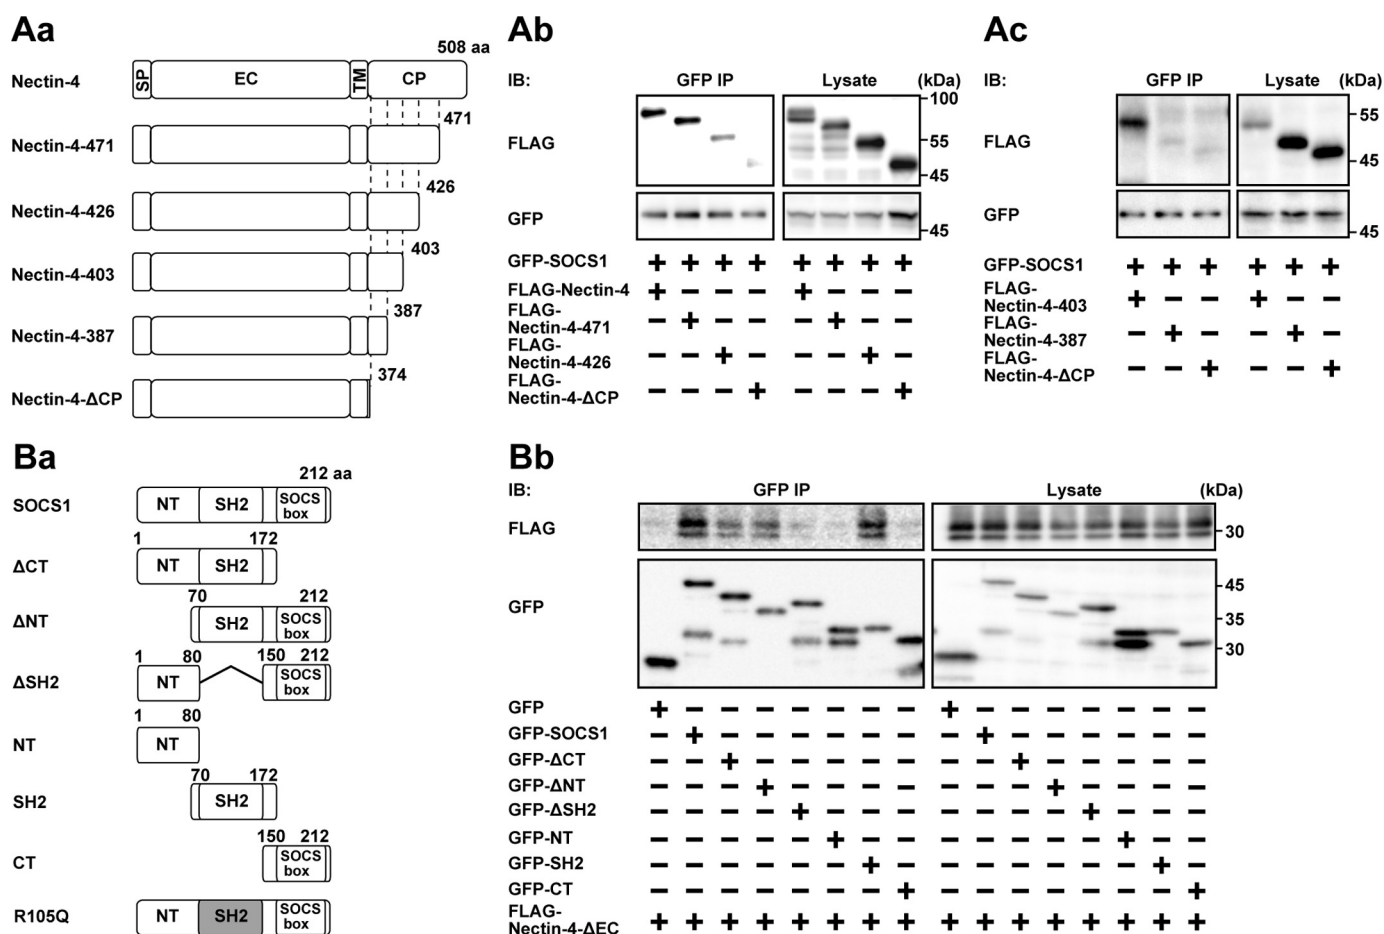 Aa
508 aa
Nectin-4
SP
EC
TM
CP
471
Nectin-4-471
426
Nectin-4-426
403
Nectin-4-403
387
Nectin-4-387
374
Nectin-4-ΔCP
Ab
IB:
GFP IP
Lysate
(kDa)
100
FLAG
55
45
GFP
45
GFP-SOCS1
+ + + + + + + +
FLAG-Nectin-4
+ − − − + − − −
FLAG-
Nectin-4-471
− + − − − + − −
FLAG-
Nectin-4-426
− − + − − − + −
FLAG-
Nectin-4-ΔCP
− − − + − − − +
Ac
IB:
GFP IP
Lysate
(kDa)
55
FLAG
45
GFP
45
GFP-SOCS1
+ + + + + +
FLAG-
Nectin-4-403
+ − − + − −
FLAG-
Nectin-4-387
− + − − + −
FLAG-
Nectin-4-ΔCP
− − + − − +
Ba
212 aa
SOCS1
NT
SH2
SOCS
box
1 172
ΔCT
NT
SH2
70 212
ΔNT
SH2
SOCS
box
1 80 150 212
ΔSH2
NT
SOCS
box
1 80
NT
NT
70 172
SH2
SH2
150 212
CT
SOCS
box
R105Q
NT
SH2
SOCS
box
Bb
IB:
GFP IP
Lysate
(kDa)
FLAG
30
GFP
45
35
30
GFP
+ − − − − − − − + − − − − − − −
GFP-SOCS1
− + − − − − − − − + − − − − − −
GFP-ΔCT
− − + − − − − − − − + − − − − −
GFP-ΔNT
− − − + − − − − − − − + − − − −
GFP-ΔSH2
− − − − + − − − − − − − + − − −
GFP-NT
− − − − − + − − − − − − − + − −
GFP-SH2
− − − − − − + − − − − − − − + −
GFP-CT
− − − − − − − + − − − − − − − +
FLAG-
Nectin-4-ΔEC
+ + + + + + + + + + + + + + + +